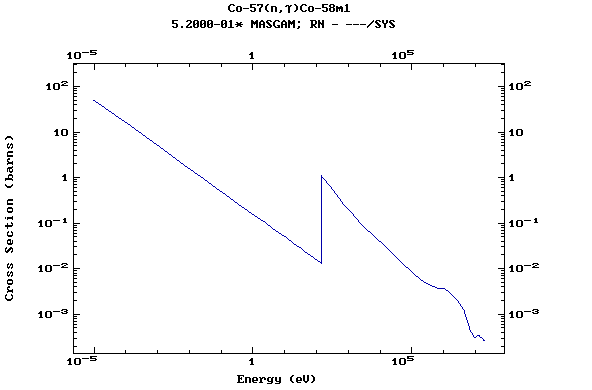 Co-57(n,γ)Co-58m1
5.2000-01* MASGAM; RN - ---/SYS
10⁻⁵ 1 10⁵
10² 10²
10 10
1 1
10⁻¹ 10⁻¹
10⁻² 10⁻²
10⁻³ 10⁻³
Cross Section (barns)
10⁻⁵ 1 10⁵
Energy (eV)